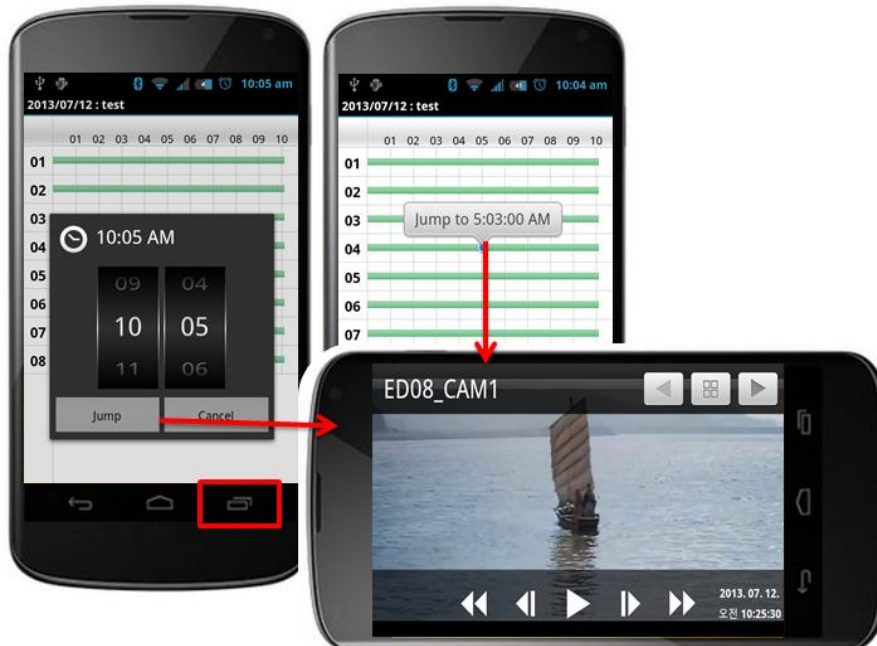 10:05 am
2013/07/12 : test
01 02 03 04 05 06 07 08 09 10
01
02
03
04
05
06
07
08
10:05 AM
09 04
10 05
11 06
Jump Cancel
10:04 am
2013/07/12 : test
01 02 03 04 05 06 07 08 09 10
01
02
03
04
05
06
07
Jump to 5:03:00 AM
ED08_CAM1
2013. 07. 12.
오전 10:25:30